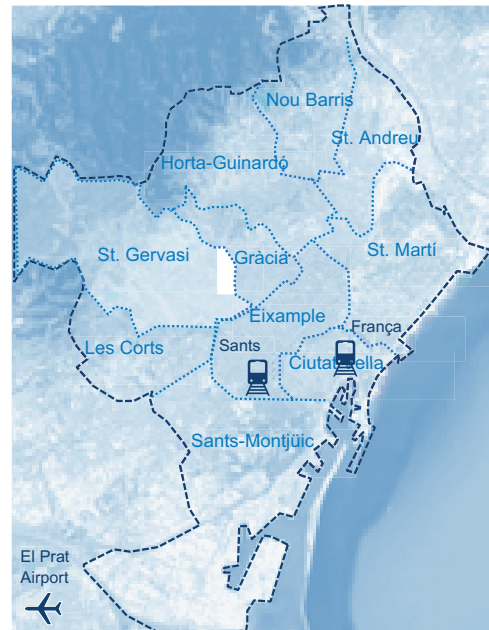 Nou Barris
St. Andreu
Horta-Guinardó
St. Gervasi
Gràcia
St. Martí
Eixample
França
Sants
Les Corts
Ciutat Vella
Sants-Montjüic
El Prat
Airport